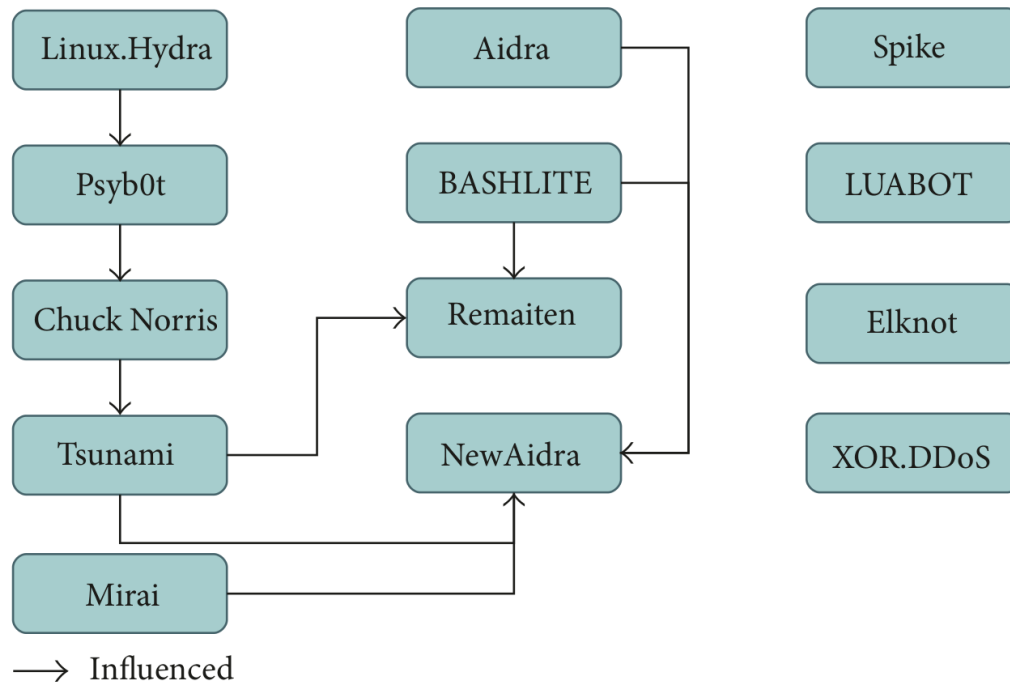 Linux.Hydra
Aidra
Spike
Psyb0t
BASHLITE
LUABOT
Chuck Norris
Remaiten
Elknot
Tsunami
NewAidra
XOR.DDoS
Mirai
Influenced